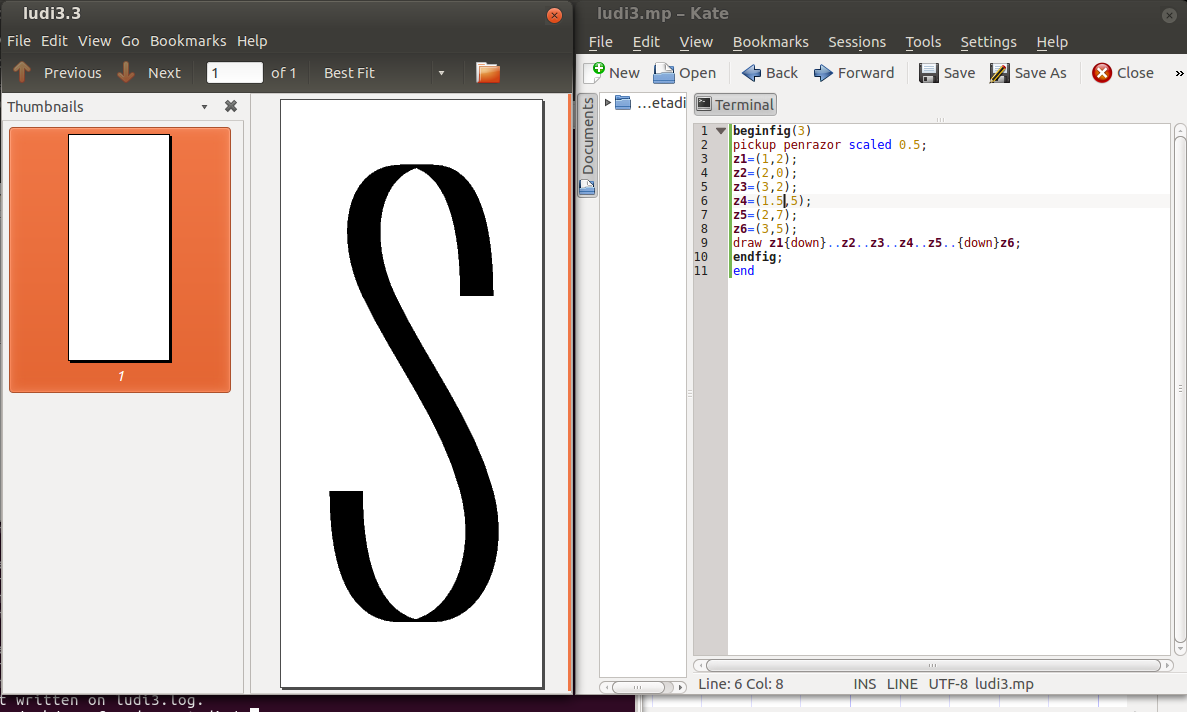 ludi3.3
File Edit View Go Bookmarks Help
Previous Next 1 of 1 Best Fit
Thumbnails
1
t written on ludi3.log.
ludi3.mp – Kate
File Edit View Bookmarks Sessions Tools Settings Help
New Open Back Forward Save Save As Close »
Documents
...etadi
Terminal
1 beginfig(3)
2 pickup penrazor scaled 0.5;
3 z1=(1,2);
4 z2=(2,0);
5 z3=(3,2);
6 z4=(1.5,5);
7 z5=(2,7);
8 z6=(3,5);
9 draw z1{down}..z2..z3..z4..z5..{down}z6;
10 endfig;
11 end
Line: 6 Col: 8 INS LINE UTF-8 ludi3.mp